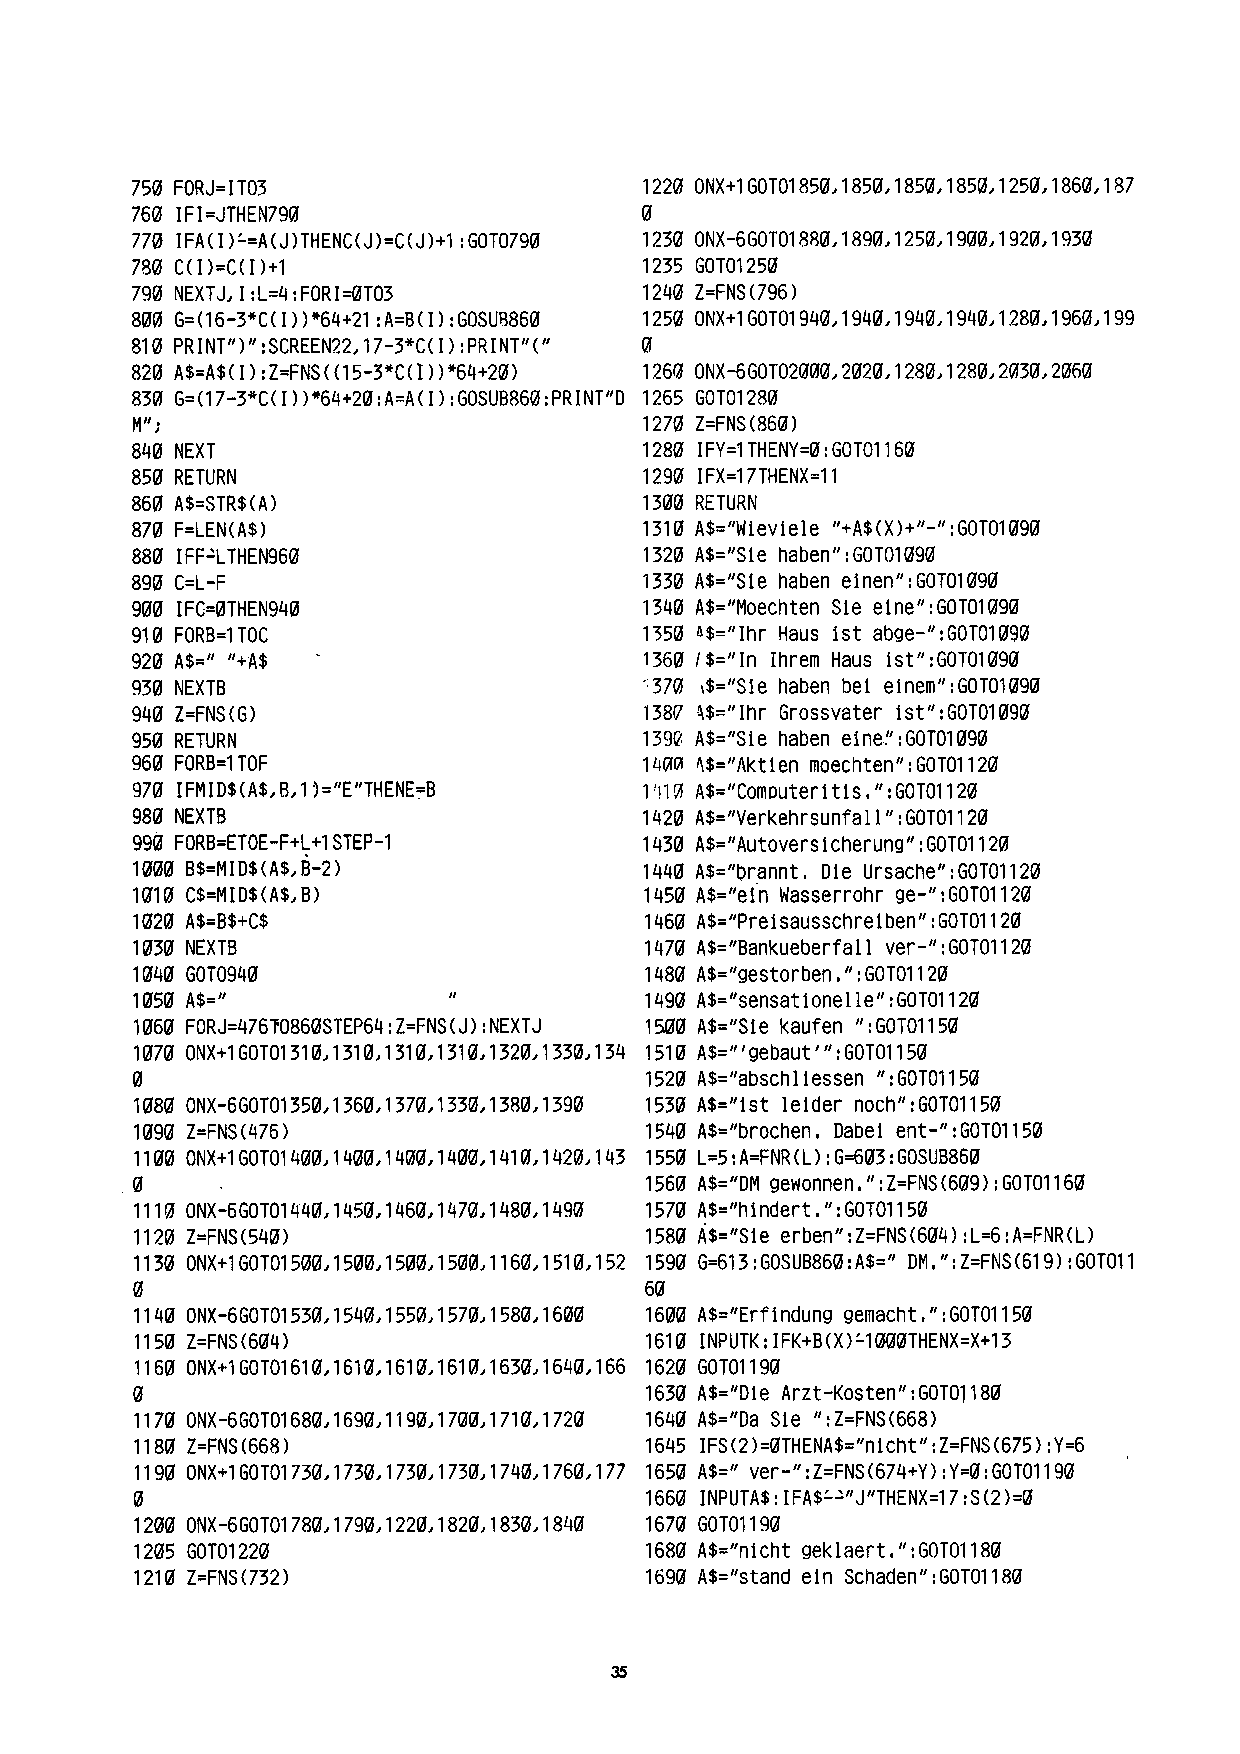 750 FORJ=ITO3
760 IFI=JTHEN790
770 IFA(I)>=A(J)THENC(J)=C(J)+1:GOTO790
780 C(I)=C(I)+1
790 NEXTJ,I:L=4:FORI=0TO3
800 G=(16-3*C(I))*64+21:A=B(I):GOSUB860
810 PRINT")":SCREEN22,17-3*C(I):PRINT"("
820 A$=A$(I):Z=FNS((15-3*C(I))*64+20)
830 G=(17-3*C(I))*64+20:A=A(I):GOSUB860:PRINT"D
M";
840 NEXT
850 RETURN
860 A$=STR$(A)
870 F=LEN(A$)
880 IFF>LTHEN960
890 C=L-F
900 IFC=0THEN940
910 FORB=1TOC
920 A$=" "+A$
930 NEXTB
940 Z=FNS(G)
950 RETURN
960 FORB=1TOF
970 IFMID$(A$,B,1)="E"THENE=B
980 NEXTB
990 FORB=ETOE-F+L+1STEP-1
1000 B$=MID$(A$,B-2)
1010 C$=MID$(A$,B)
1020 A$=B$+C$
1030 NEXTB
1040 GOTO940
1050 A$="                    "
1060 FORJ=476TO860STEP64:Z=FNS(J):NEXTJ
1070 ONX+1GOTO1310,1310,1310,1310,1320,1330,134
0
1080 ONX-6GOTO1350,1360,1370,1330,1380,1390
1090 Z=FNS(476)
1100 ONX+1GOTO1400,1400,1400,1400,1410,1420,143
0
1110 ONX-6GOTO1440,1450,1460,1470,1480,1490
1120 Z=FNS(540)
1130 ONX+1GOTO1500,1500,1500,1500,1160,1510,152
0
1140 ONX-6GOTO1530,1540,1550,1570,1580,1600
1150 Z=FNS(604)
1160 ONX+1GOTO1610,1610,1610,1610,1630,1640,166
0
1170 ONX-6GOTO1680,1690,1190,1700,1710,1720
1180 Z=FNS(668)
1190 ONX+1GOTO1730,1730,1730,1730,1740,1760,177
0
1200 ONX-6GOTO1780,1790,1220,1820,1830,1840
1205 GOTO1220
1210 Z=FNS(732)
1220 ONX+1GOTO1850,1850,1850,1850,1250,1860,187
0
1230 ONX-6GOTO1880,1890,1250,1900,1920,1930
1235 GOTO1250
1240 Z=FNS(796)
1250 ONX+1GOTO1940,1940,1940,1940,1280,1960,199
0
1260 ONX-6GOTO2000,2020,1280,1280,2030,2060
1265 GOTO1280
1270 Z=FNS(860)
1280 IFY=1THENY=0:GOTO1160
1290 IFX=17THENX=11
1300 RETURN
1310 A$="Wieviele "+A$(X)+"-":GOTO1090
1320 A$="Sie haben":GOTO1090
1330 A$="Sie haben einen":GOTO1090
1340 A$="Moechten Sie eine":GOTO1090
1350 A$="Ihr Haus ist abge-":GOTO1090
1360 A$="In Ihrem Haus ist":GOTO1090
1370 A$="Sie haben bei einem":GOTO1090
1380 A$="Ihr Grossvater ist":GOTO1090
1390 A$="Sie haben eine":GOTO1090
1400 A$="Aktien moechten":GOTO1120
1410 A$="Computeritis.":GOTO1120
1420 A$="Verkehrsunfall":GOTO1120
1430 A$="Autoversicherung":GOTO1120
1440 A$="brannt. Die Ursache":GOTO1120
1450 A$="ein Wasserrohr ge-":GOTO1120
1460 A$="Preisausschreiben":GOTO1120
1470 A$="Bankueberfall ver-":GOTO1120
1480 A$="gestorben.":GOTO1120
1490 A$="sensationelle":GOTO1120
1500 A$="Sie kaufen ":GOTO1150
1510 A$="'gebaut'":GOTO1150
1520 A$="abschliessen ":GOTO1150
1530 A$="ist leider noch":GOTO1150
1540 A$="brochen. Dabei ent-":GOTO1150
1550 L=5:A=FNR(L):G=603:GOSUB860
1560 A$="DM gewonnen.":Z=FNS(609):GOTO1160
1570 A$="hindert.":GOTO1150
1580 A$="Sie erben":Z=FNS(604):L=6:A=FNR(L)
1590 G=613:GOSUB860:A$=" DM.":Z=FNS(619):GOTO11
60
1600 A$="Erfindung gemacht.":GOTO1150
1610 INPUTK:IFK+B(X)>1000THENX=X+13
1620 GOTO1190
1630 A$="Die Arzt-Kosten":GOTO1180
1640 A$="Da Sie ":Z=FNS(668)
1645 IFS(2)=0THENA$="nicht":Z=FNS(675):Y=6
1650 A$=" ver-":Z=FNS(674+Y):Y=0:GOTO1190
1660 INPUTA$:IFA$<>"J"THENX=17:S(2)=0
1670 GOTO1190
1680 A$="nicht geklaert.":GOTO1180
1690 A$="stand ein Schaden":GOTO1180
35